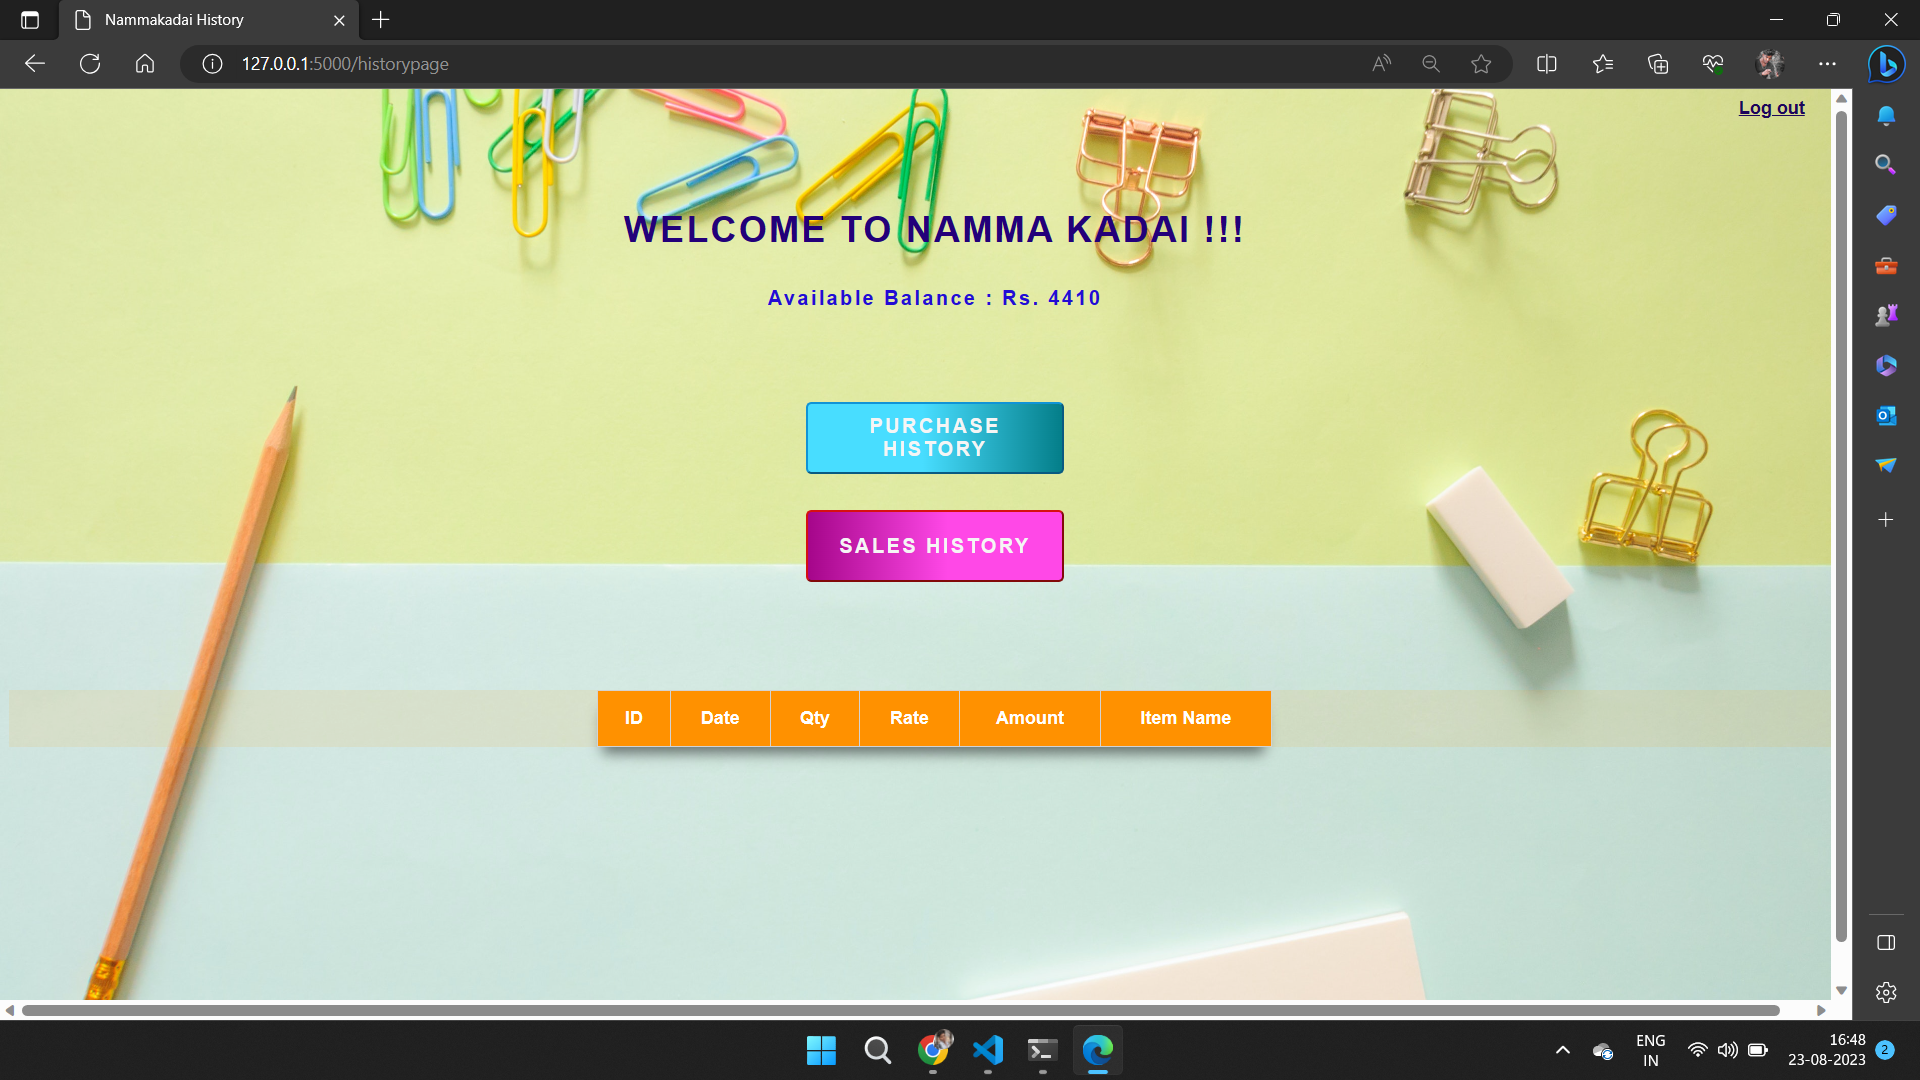 Nammakadai History
127.0.0.1:5000/historypage
Log out
WELCOME TO NAMMA KADAI !!!
Available Balance : Rs. 4410
PURCHASE
HISTORY
SALES HISTORY
ID Date Qty Rate Amount Item Name
ENG
IN
16:48
23-08-2023
2